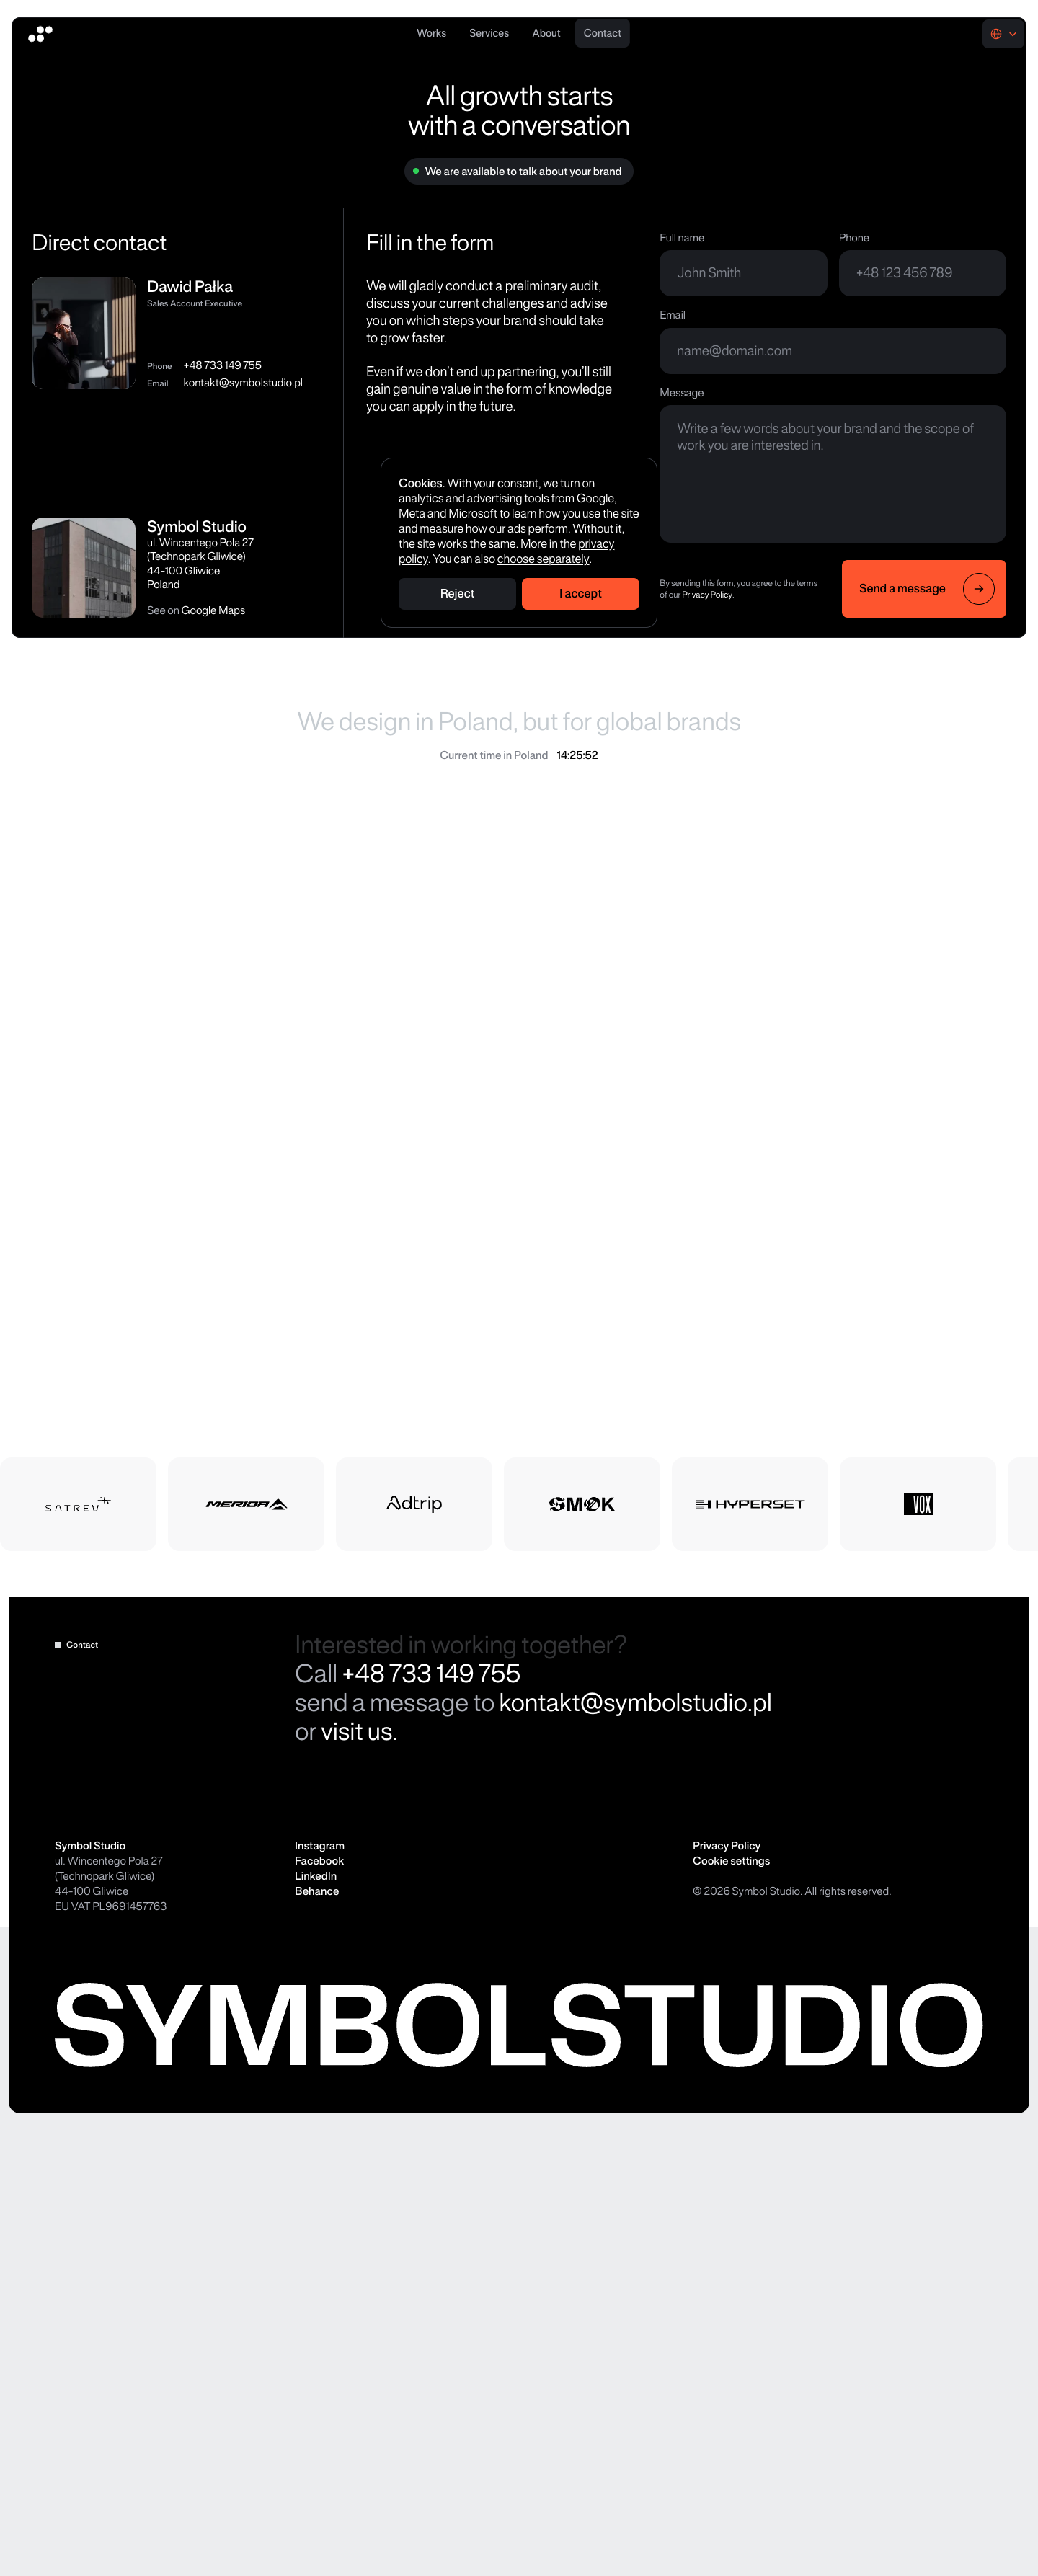 Works
Services
About
Contact
All growth starts
with a conversation
We are available to talk about your brand
Direct contact
Dawid Pałka
Sales Account Executive
Phone +48 733 149 755
Email kontakt@symbolstudio.pl
Symbol Studio
ul. Wincentego Pola 27
(Technopark Gliwice)
44-100 Gliwice
Poland
See on Google Maps
Fill in the form
We will gladly conduct a preliminary audit,
discuss your current challenges and advise
you on which steps your brand should take
to grow faster.
Even if we don't end up partnering, you'll still
gain genuine value in the form of knowledge
you can apply in the future.
Full name
John Smith
Phone
+48 123 456 789
Email
name@domain.com
Message
Write a few words about your brand and the scope of
work you are interested in.
Cookies. With your consent, we turn on
analytics and advertising tools from Google,
Meta and Microsoft to learn how you use the site
and measure how our ads perform. Without it,
the site works the same. More in the privacy
policy. You can also choose separately.
Reject
I accept
By sending this form, you agree to the terms
of our Privacy Policy.
Send a message
We design in Poland, but for global brands
Current time in Poland 14:25:52
SATREV
MERIDA
Adtrip
SMOK
HYPERSET
VOX
Contact
Interested in working together?
Call +48 733 149 755
send a message to kontakt@symbolstudio.pl
or visit us.
Symbol Studio
ul. Wincentego Pola 27
(Technopark Gliwice)
44-100 Gliwice
EU VAT PL9691457763
Instagram
Facebook
LinkedIn
Behance
Privacy Policy
Cookie settings
© 2026 Symbol Studio. All rights reserved.
SYMBOLSTUDIO